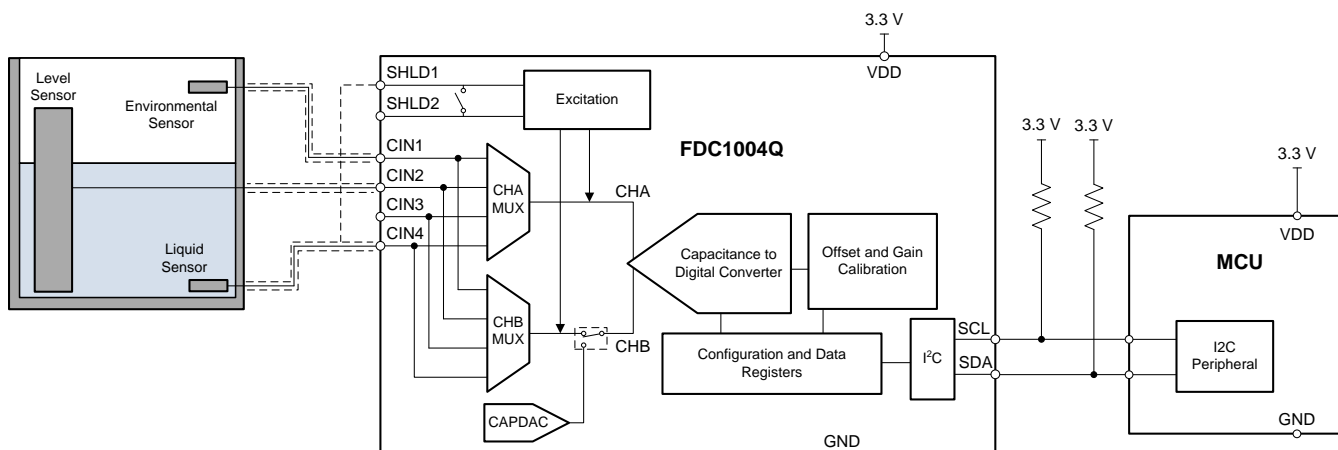 3.3 V
VDD
Level
Sensor
Environmental
Sensor
Liquid
Sensor
SHLD1
SHLD2
CIN1
CIN2
CIN3
CIN4
Excitation
FDC1004Q
CHA
MUX
CHA
CHB
MUX
CHB
CAPDAC
Capacitance to
Digital Converter
Offset and Gain
Calibration
Configuration and Data
Registers
I²C
SCL
SDA
GND
3.3 V
3.3 V
3.3 V
VDD
MCU
I2C
Peripheral
GND